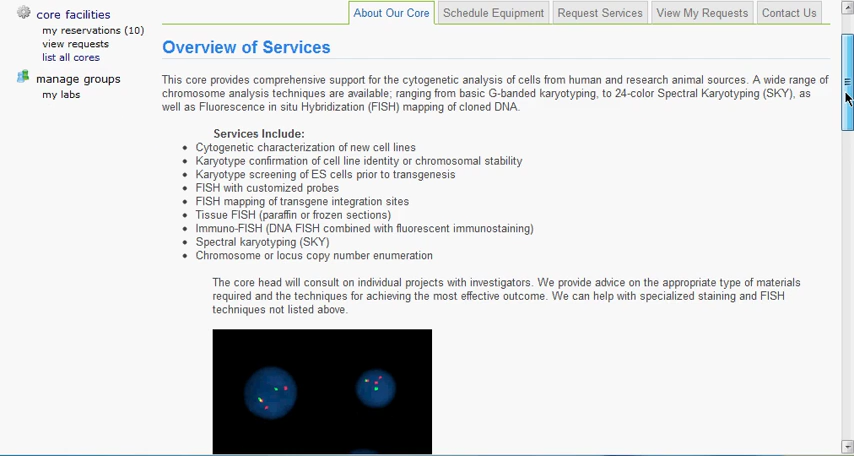 core facilities
my reservations (10)
view requests
list all cores
manage groups
my labs
About Our Core
Schedule Equipment
Request Services
View My Requests
Contact Us
Overview of Services
This core provides comprehensive support for the cytogenetic analysis of cells from human and research animal sources. A wide range of
chromosome analysis techniques are available; ranging from basic G-banded karyotyping, to 24-color Spectral Karyotyping (SKY), as
well as Fluorescence in situ Hybridization (FISH) mapping of cloned DNA.
Services Include:
Cytogenetic characterization of new cell lines
Karyotype confirmation of cell line identity or chromosomal stability
Karyotype screening of ES cells prior to transgenesis
FISH with customized probes
FISH mapping of transgene integration sites
Tissue FISH (paraffin or frozen sections)
Immuno-FISH (DNA FISH combined with fluorescent immunostaining)
Spectral karyotyping (SKY)
Chromosome or locus copy number enumeration
The core head will consult on individual projects with investigators. We provide advice on the appropriate type of materials
required and the techniques for achieving the most effective outcome. We can help with specialized staining and FISH
techniques not listed above.